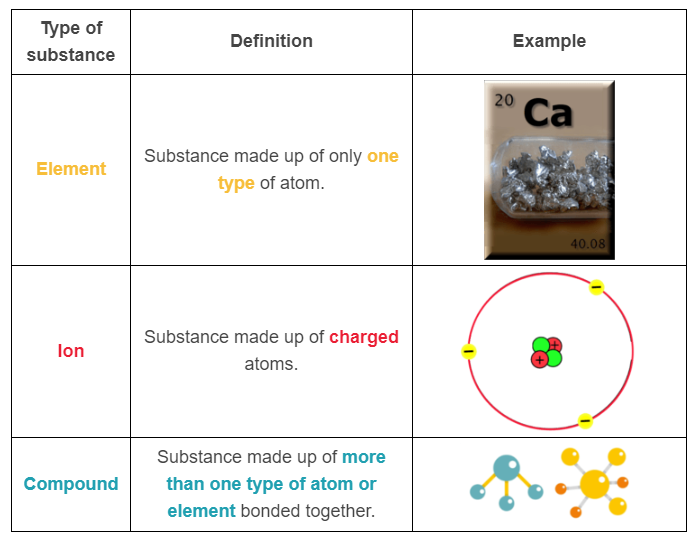 Type of
substance
Definition
Example
Element
Substance made up of only one
type of atom.
20
Ca
40.08
Ion
Substance made up of charged
atoms.
−
−
+
+
−
Compound
Substance made up of more
than one type of atom or
element bonded together.